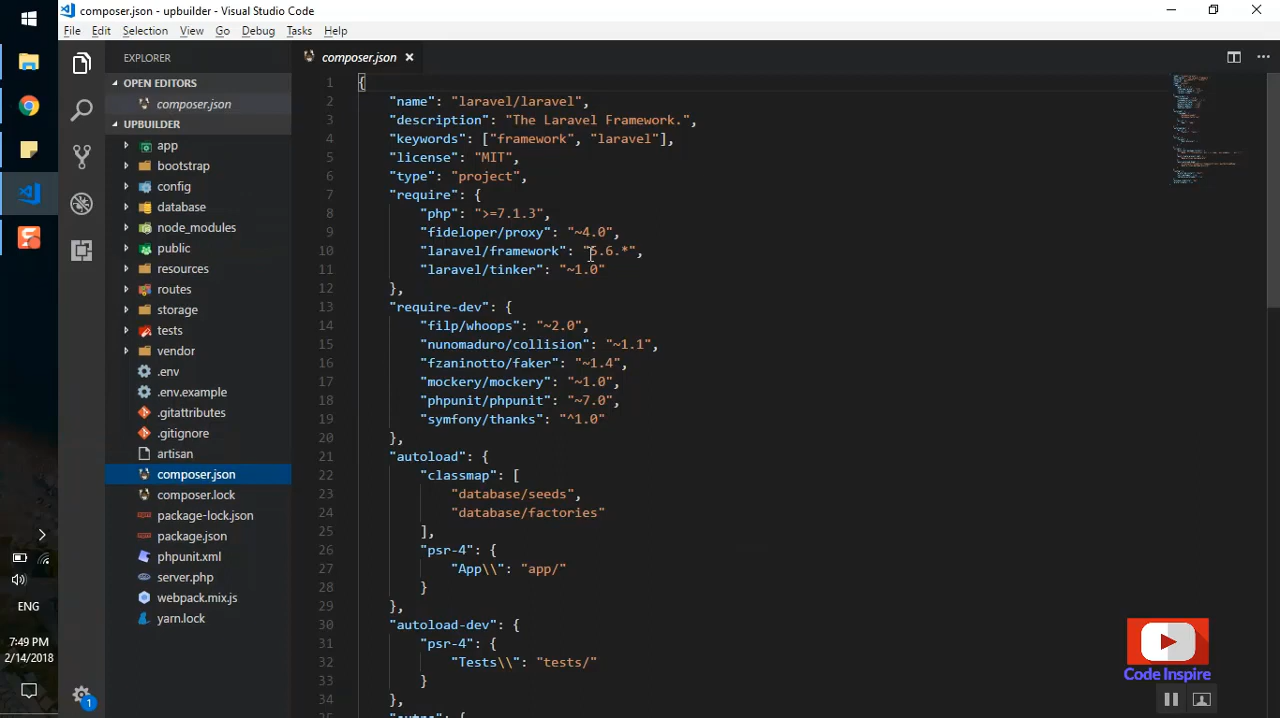 composer.json - upbuilder - Visual Studio Code
File Edit Selection View Go Debug Tasks Help
EXPLORER
OPEN EDITORS
composer.json
UPBUILDER
app
bootstrap
config
database
node_modules
public
resources
routes
storage
tests
vendor
.env
.env.example
.gitattributes
.gitignore
artisan
composer.json
composer.lock
package-lock.json
package.json
phpunit.xml
server.php
webpack.mix.js
yarn.lock
composer.json
1 {
2 "name": "laravel/laravel",
3 "description": "The Laravel Framework.",
4 "keywords": ["framework", "laravel"],
5 "license": "MIT",
6 "type": "project",
7 "require": {
8 "php": ">=7.1.3",
9 "fideloper/proxy": "~4.0",
10 "laravel/framework": "5.6.*",
11 "laravel/tinker": "~1.0"
12 },
13 "require-dev": {
14 "filp/whoops": "~2.0",
15 "nunomaduro/collision": "~1.1",
16 "fzaninotto/faker": "~1.4",
17 "mockery/mockery": "~1.0",
18 "phpunit/phpunit": "~7.0",
19 "symfony/thanks": "^1.0"
20 },
21 "autoload": {
22 "classmap": [
23 "database/seeds",
24 "database/factories"
25 ],
26 "psr-4": {
27 "App\\": "app/"
28 }
29 },
30 "autoload-dev": {
31 "psr-4": {
32 "Tests\\": "tests/"
33 }
34 },
ENG
7:49 PM
2/14/2018
1
Code Inspire